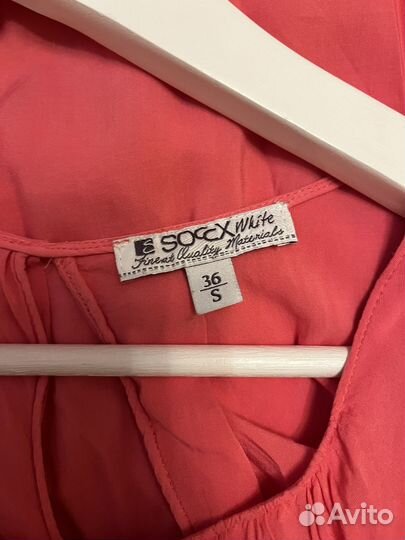 SOCCX White
Finest Quality Materials
36
S
Avito